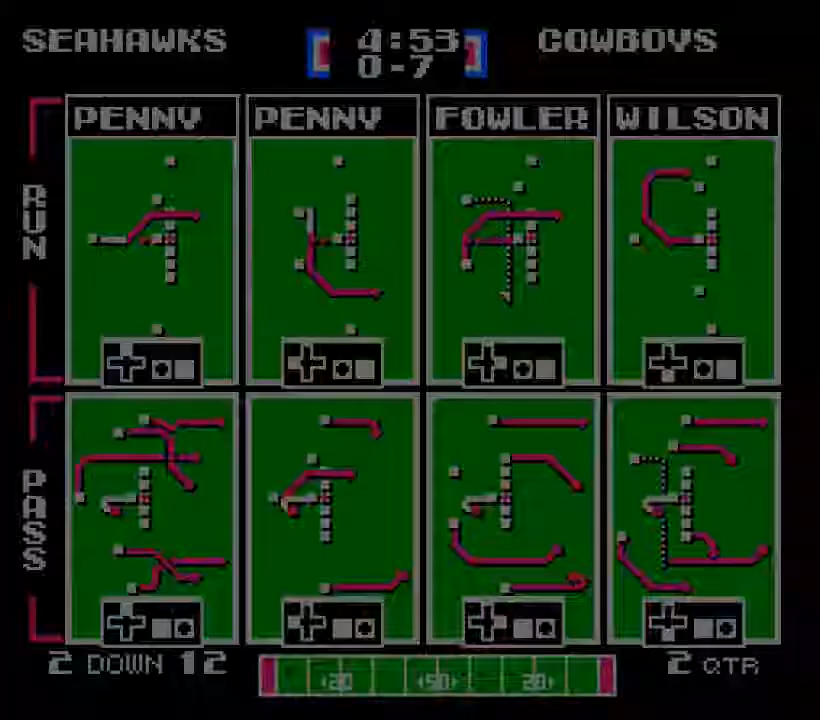 SEAHAWKS 4:53 COWBOYS
0-7
PENNY PENNY FOWLER WILSON
RUN
PASS
2 DOWN 12
2 QTR
20 50 20